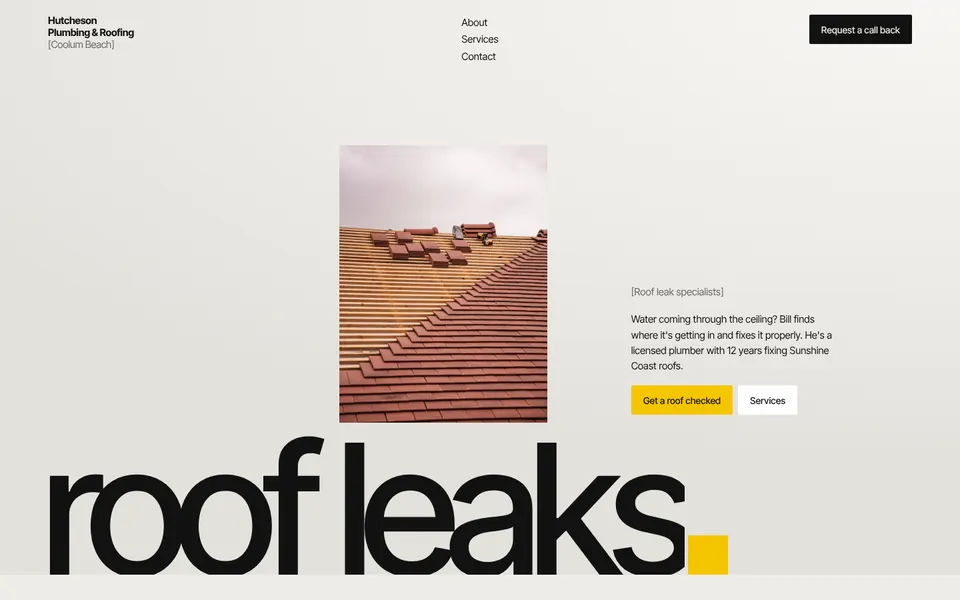 Hutcheson
Plumbing & Roofing
[Coolum Beach]
About
Services
Contact
Request a call back
[Roof leak specialists]
Water coming through the ceiling? Bill finds
where it's getting in and fixes it properly. He's a
licensed plumber with 12 years fixing Sunshine
Coast roofs.
Get a roof checked
Services
roof leaks.